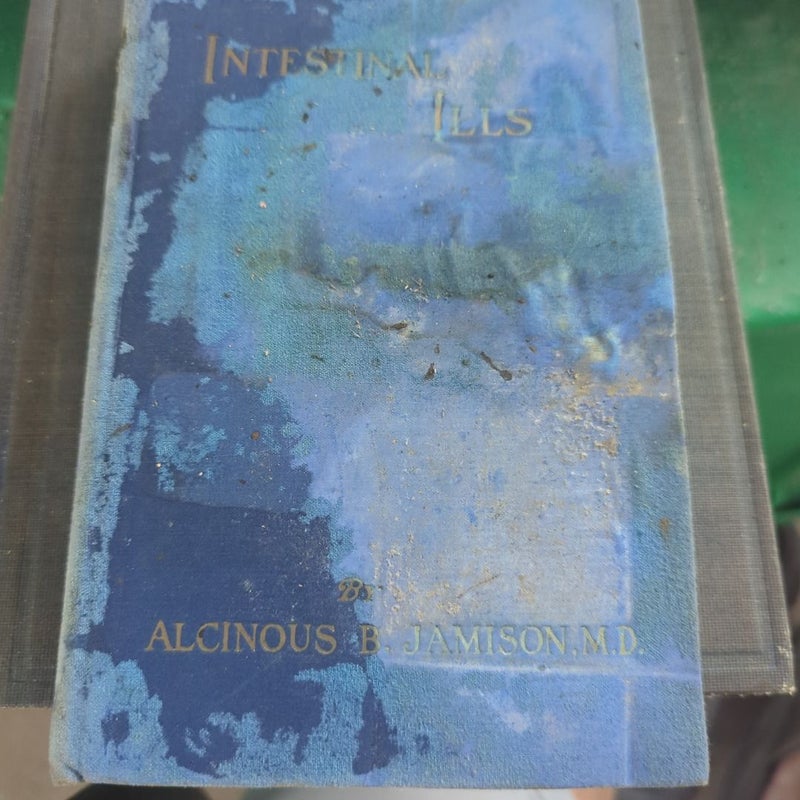 INTESTINAL
ILLS
BY
ALCINOUS B. JAMISON, M.D.